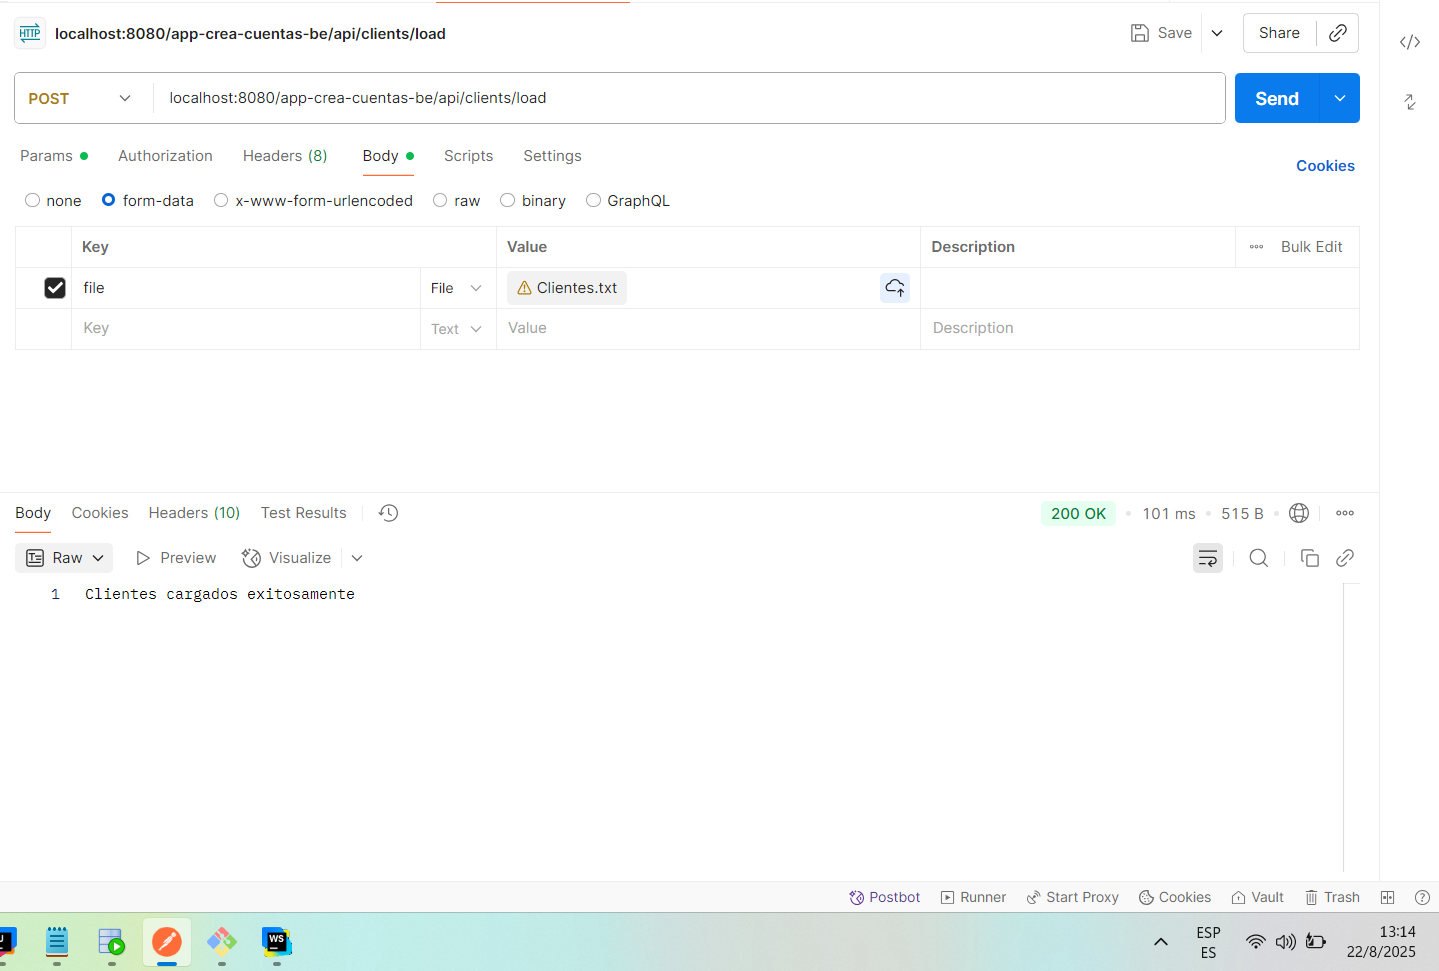 HTTP localhost:8080/app-crea-cuentas-be/api/clients/load Save Share
POST localhost:8080/app-crea-cuentas-be/api/clients/load Send
Params Authorization Headers (8) Body Scripts Settings Cookies
none form-data x-www-form-urlencoded raw binary GraphQL
Key Value Description Bulk Edit
file File Clientes.txt
Key Text Value Description
Body Cookies Headers (10) Test Results 200 OK 101 ms 515 B
Raw Preview Visualize
1 Clientes cargados exitosamente
Postbot Runner Start Proxy Cookies Vault Trash
WS ESP 13:14
ES 22/8/2025